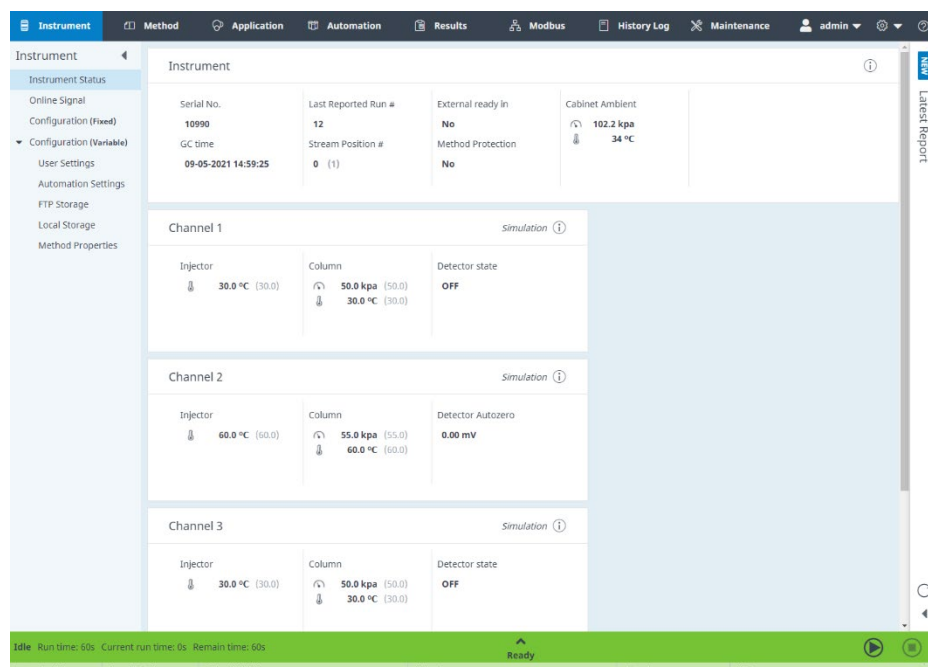 Instrument Method Application Automation Results Modbus History Log Maintenance admin
Instrument
Instrument Status
Online Signal
Configuration (Fixed)
Configuration (Variable)
User Settings
Automation Settings
FTP Storage
Local Storage
Method Properties
Instrument
Serial No. Last Reported Run # External ready in Cabinet Ambient
10990 12 No 102.2 kpa
GC time Stream Position # Method Protection 34 °C
09-05-2021 14:59:25 0 (1) No
Channel 1 Simulation
Injector Column Detector state
30.0 °C (30.0) 50.0 kpa (50.0) OFF
30.0 °C (30.0)
Channel 2 Simulation
Injector Column Detector Autozero
60.0 °C (60.0) 55.0 kpa (55.0) 0.00 mV
60.0 °C (60.0)
Channel 3 Simulation
Injector Column Detector state
30.0 °C (30.0) 50.0 kpa (50.0) OFF
30.0 °C (30.0)
NEW
Latest Report
Idle Run time: 60s Current run time: 0s Remain time: 60s
Ready